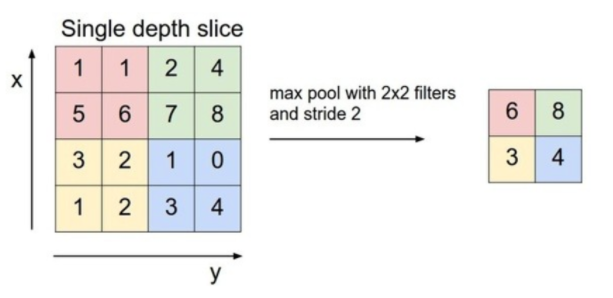 Single depth slice
x
1 1 2 4
5 6 7 8
3 2 1 0
1 2 3 4
y
max pool with 2x2 filters
and stride 2
6 8
3 4